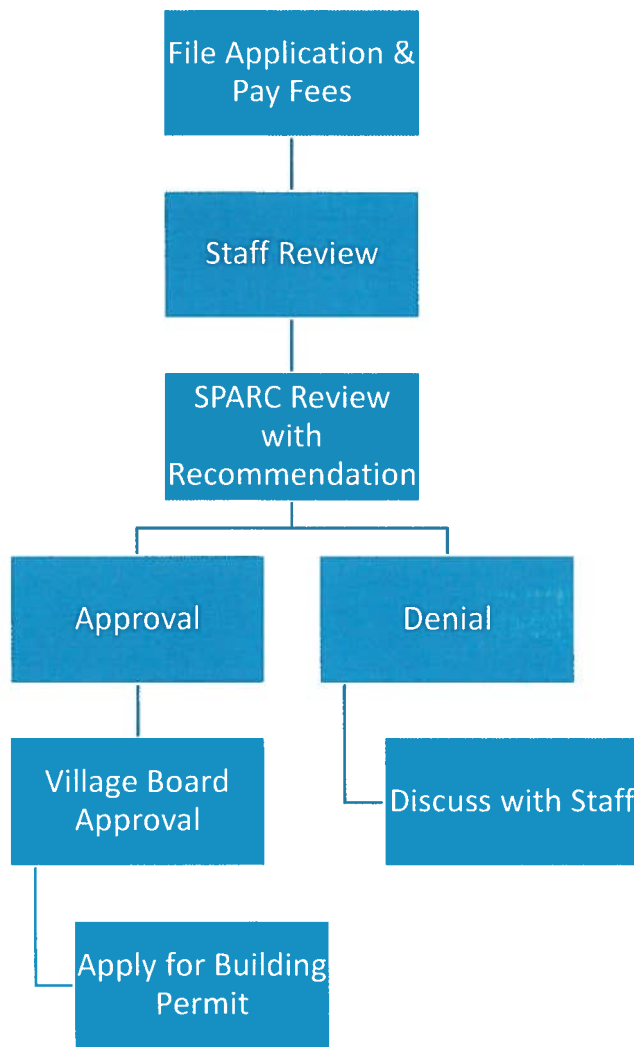 File Application &
Pay Fees
Staff Review
SPARC Review
with
Recommendation
Approval
Denial
Village Board
Approval
Discuss with Staff
Apply for Building
Permit